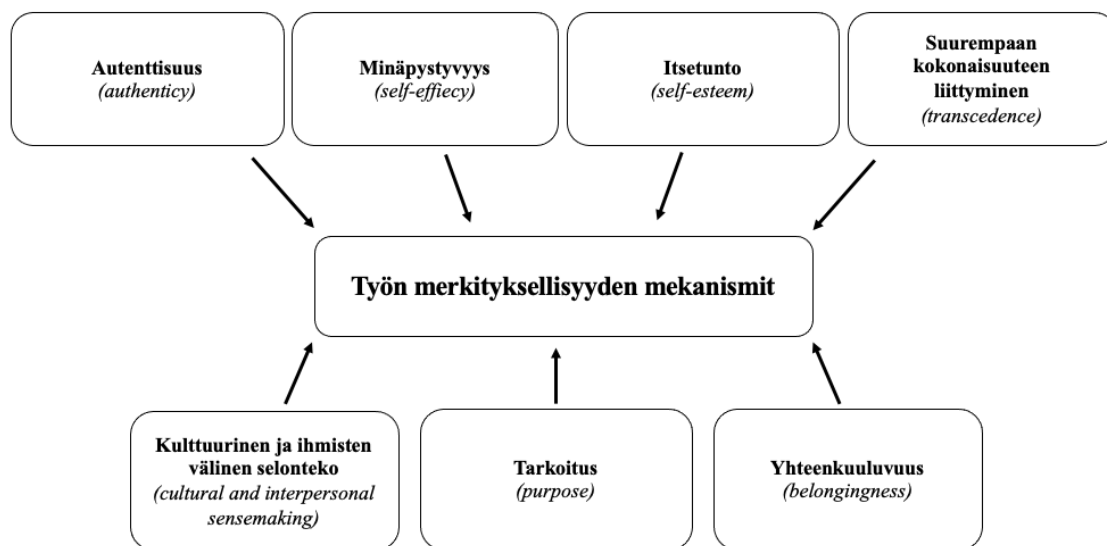 Autenttisuus
(authenticy)
Minäpystyvyys
(self-effiecy)
Itsetunto
(self-esteem)
Suurempaan
kokonaisuuteen
liittyminen
(transcedence)
Työn merkityksellisyyden mekanismit
Kulttuurinen ja ihmisten
välinen selonteko
(cultural and interpersonal
sensemaking)
Tarkoitus
(purpose)
Yhteenkuuluvuus
(belongingness)